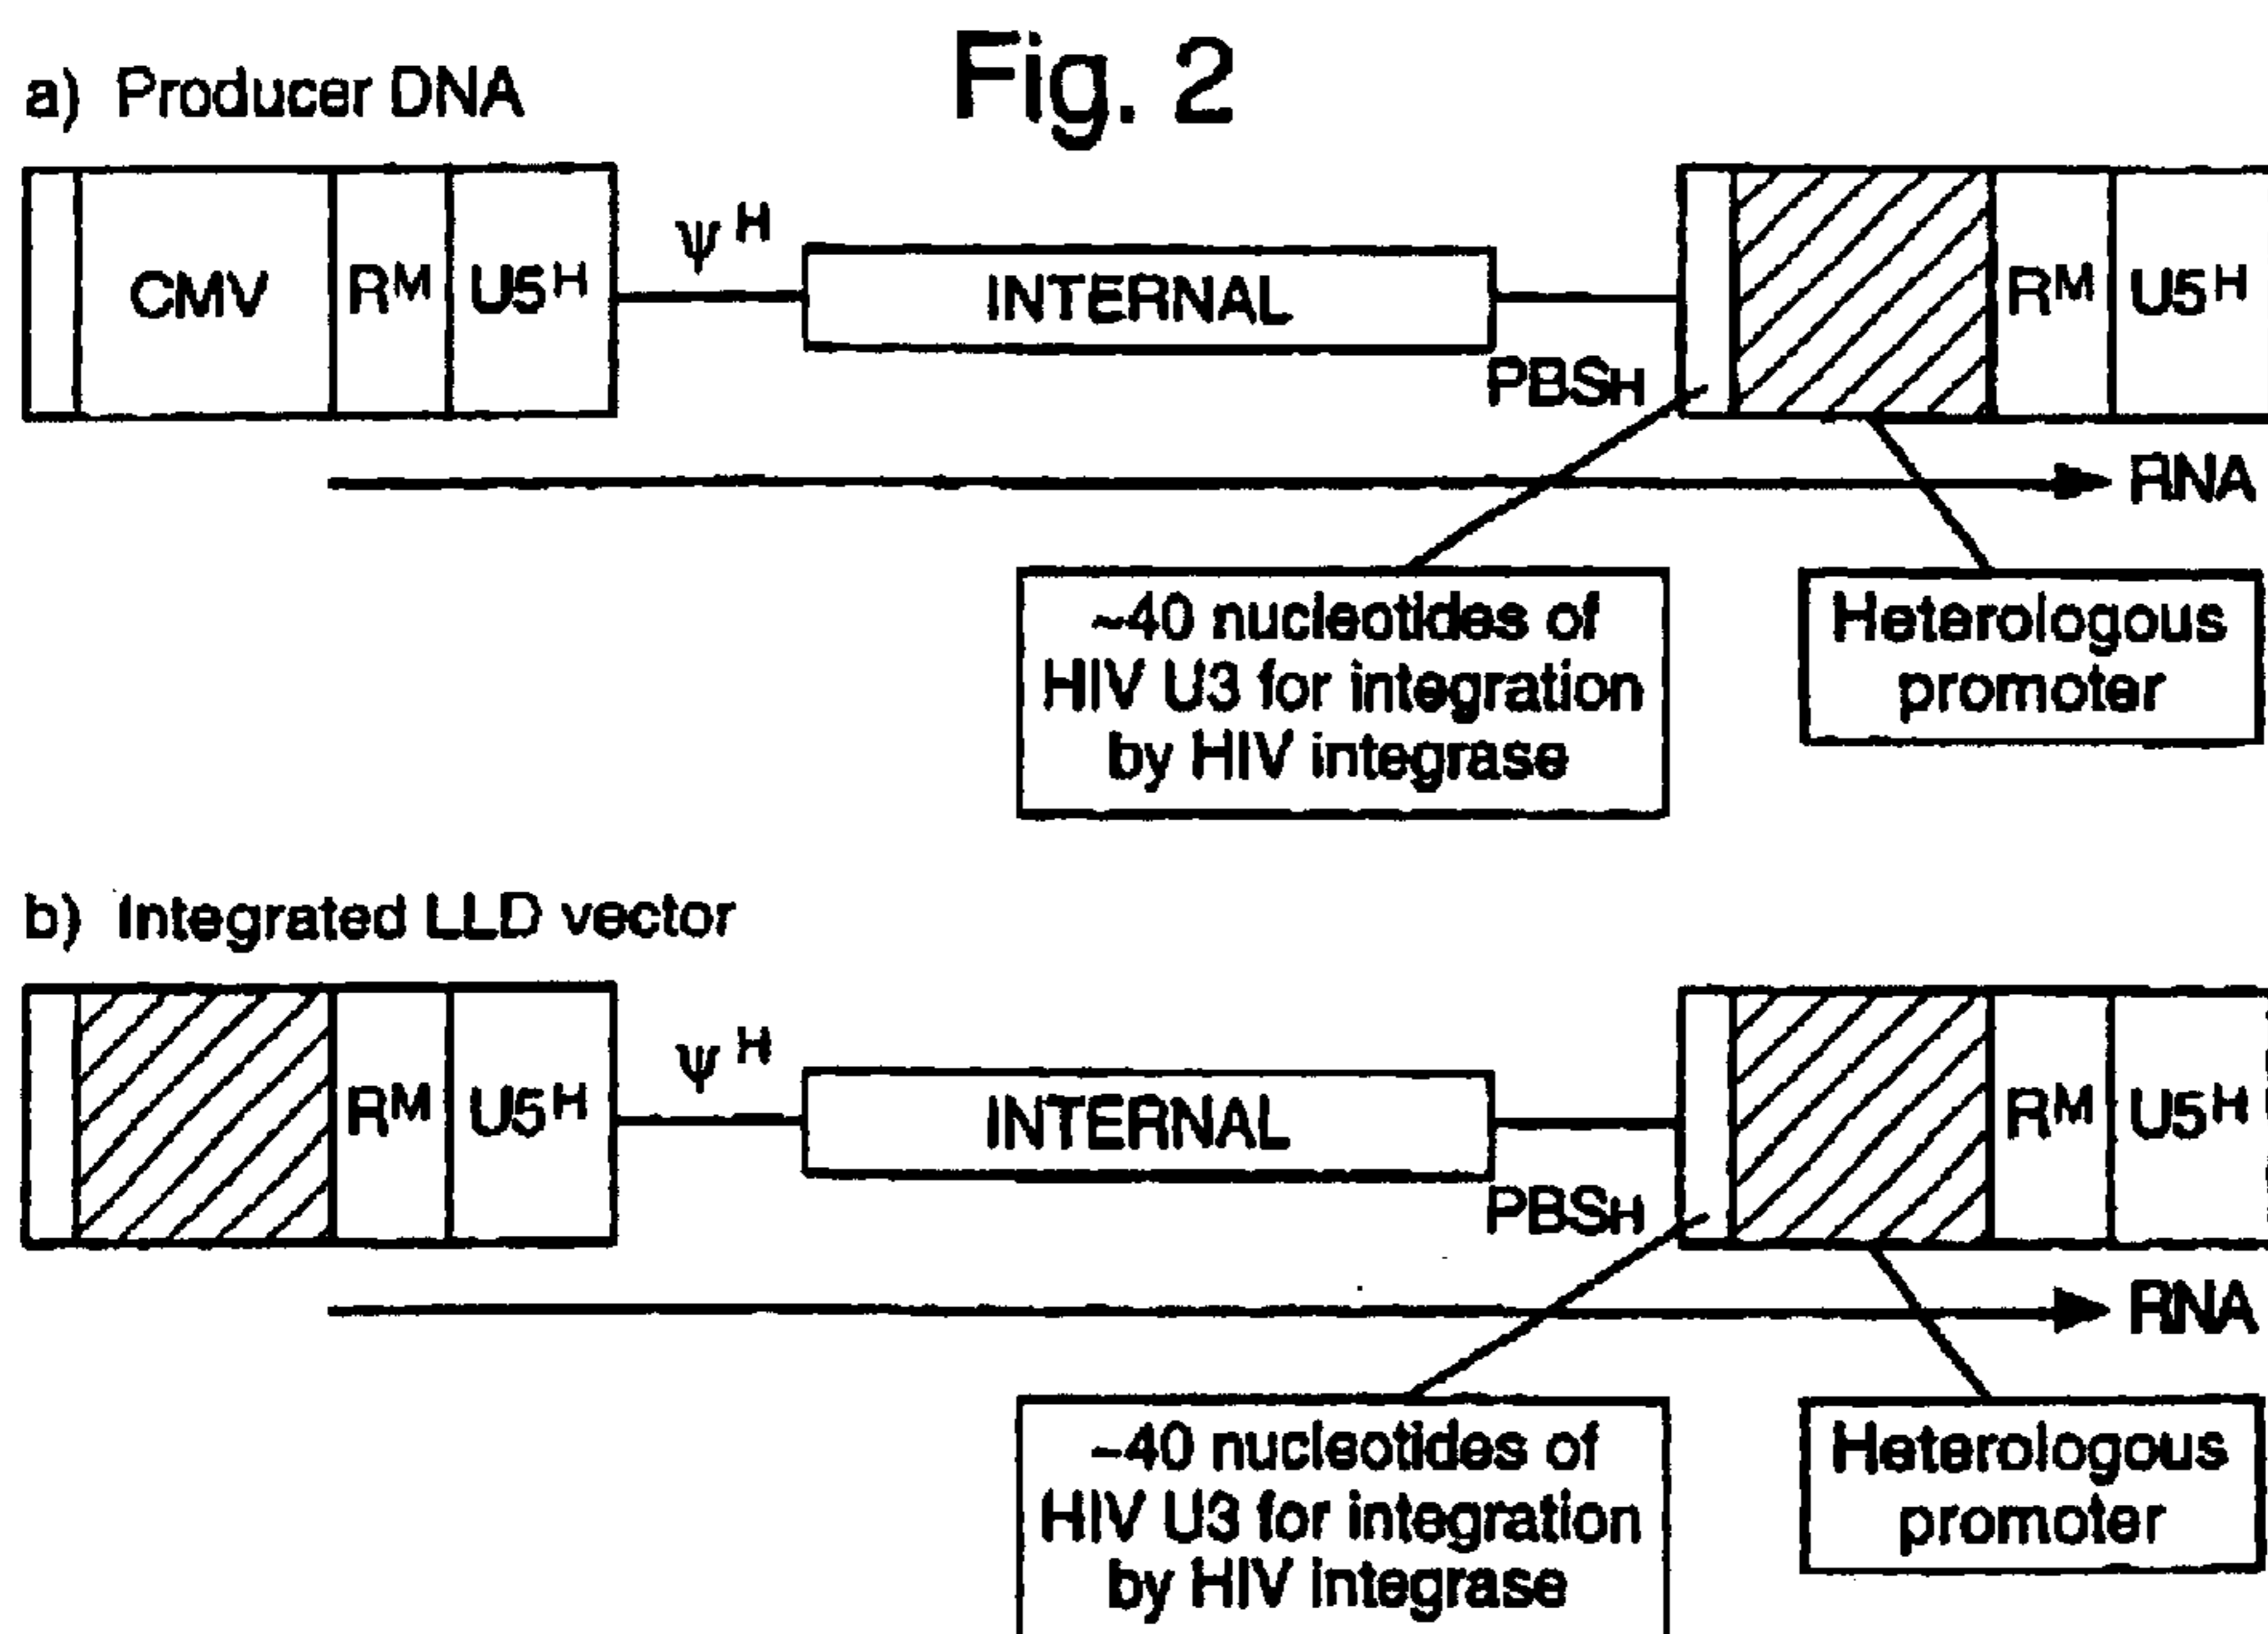 Fig. 2
a) Producer DNA
CMV RM U5H ψH INTERNAL PBSH RM U5H
RNA
~40 nucleotides of
HIV U3 for integration
by HIV integrase
Heterologous
promoter
b) Integrated LLD vector
RM U5H ψH INTERNAL PBSH RM U5H
RNA
~40 nucleotides of
HIV U3 for integration
by HIV integrase
Heterologous
promoter